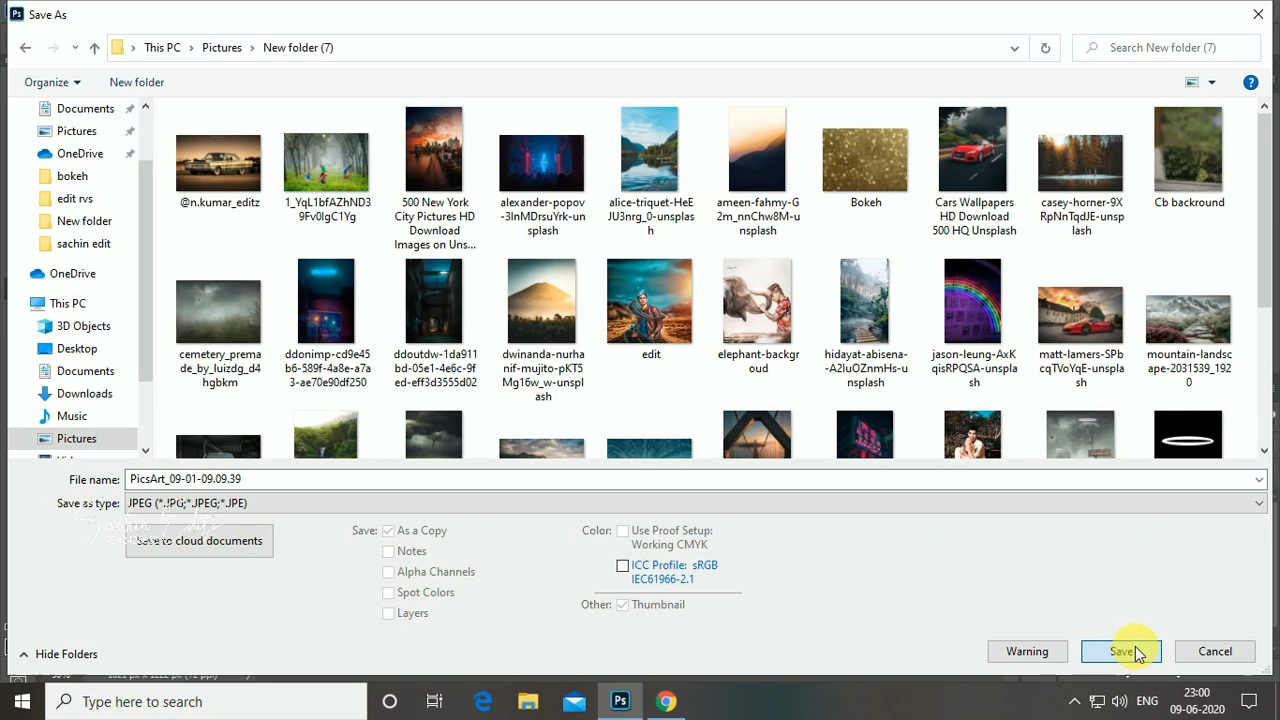 Save As
This PC > Pictures > New folder (7)
Search New folder (7)
Organize
New folder
Documents
Pictures
OneDrive
bokeh
edit rvs
New folder
sachin edit
OneDrive
This PC
3D Objects
Desktop
Documents
Downloads
Music
Pictures
@n.kumar_editz
1_YqL1bfAZhND3
9Fv0lgC1Yg
500 New York
City Pictures HD
Download
Images on Uns...
alexander-popov
-3InMDrsuYrk-un
splash
alice-triquet-HeE
JU3nrg_0-unsplas
h
ameen-fahmy-G
2m_nnChw8M-u
nsplash
Bokeh
Cars Wallpapers
HD Download
500 HQ Unsplash
casey-horner-9X
RpNnTqdJE-unsp
lash
Cb backround
cemetery_prema
de_by_luizdg_d4
hgbkm
ddonimp-cd9e45
b6-589f-4a8e-a7a
3-ae70e90df250
ddoutdw-1da911
bd-05e1-4e6c-9f
ed-eff3d3555d02
dwinanda-nurha
nif-mujito-pKT5
Mg16w_w-unspl
ash
edit
elephant-backgr
oud
hidayat-abisena-
-A2IuOZnmHs-u
nsplash
jason-leung-AxK
qisRPQSA-unspla
sh
matt-lamers-SPb
cqTVoYqE-unspla
sh
mountain-landsc
ape-2031539_192
0
File name: PicsArt_09-01-09.09.39
Save as type: JPEG (*.JPG;*.JPEG;*.JPE)
Save to cloud documents
Save: As a Copy
Notes
Alpha Channels
Spot Colors
Layers
Color: Use Proof Setup:
Working CMYK
ICC Profile: sRGB
IEC61966-2.1
Other: Thumbnail
Hide Folders
Warning
Save
Cancel
Type here to search
ENG
23:00
09-06-2020